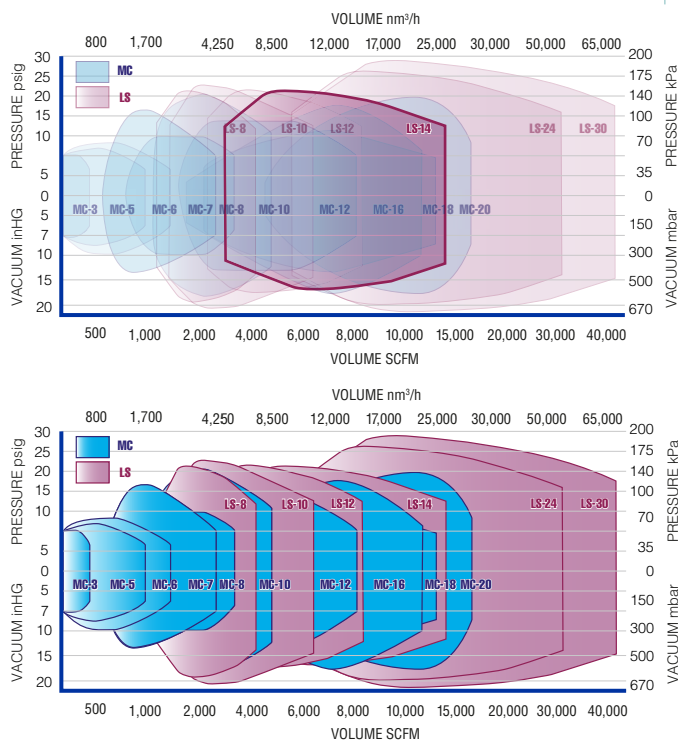 VOLUME nm³/h
800 1,700 4,250 8,500 12,000 17,000 25,000 30,000 50,000 65,000
PRESSURE psig
VACUUM inHG
30
25
20
15
10
5
0
5
7
10
15
20
MC
LS
LS-8 LS-10 LS-12 LS-14 LS-24 LS-30
MC-3 MC-5 MC-6 MC-7 MC-8 MC-10 MC-12 MC-16 MC-18 MC-20
200
175
140
100
70
35
0
150
300
500
670
PRESSURE kPa
VACUUM mbar
500 1,000 2,000 4,000 6,000 8,000 10,000 15,000 20,000 30,000 40,000
VOLUME SCFM
VOLUME nm³/h
800 1,700 4,250 8,500 12,000 17,000 25,000 30,000 50,000 65,000
PRESSURE psig
VACUUM inHG
30
25
20
15
10
5
0
5
7
10
15
20
MC
LS
LS-8 LS-10 LS-12 LS-14 LS-24 LS-30
MC-3 MC-5 MC-6 MC-7 MC-8 MC-10 MC-12 MC-16 MC-18 MC-20
200
175
140
100
70
35
0
150
300
500
670
PRESSURE kPa
VACUUM mbar
500 1,000 2,000 4,000 6,000 8,000 10,000 15,000 20,000 30,000 40,000
VOLUME SCFM